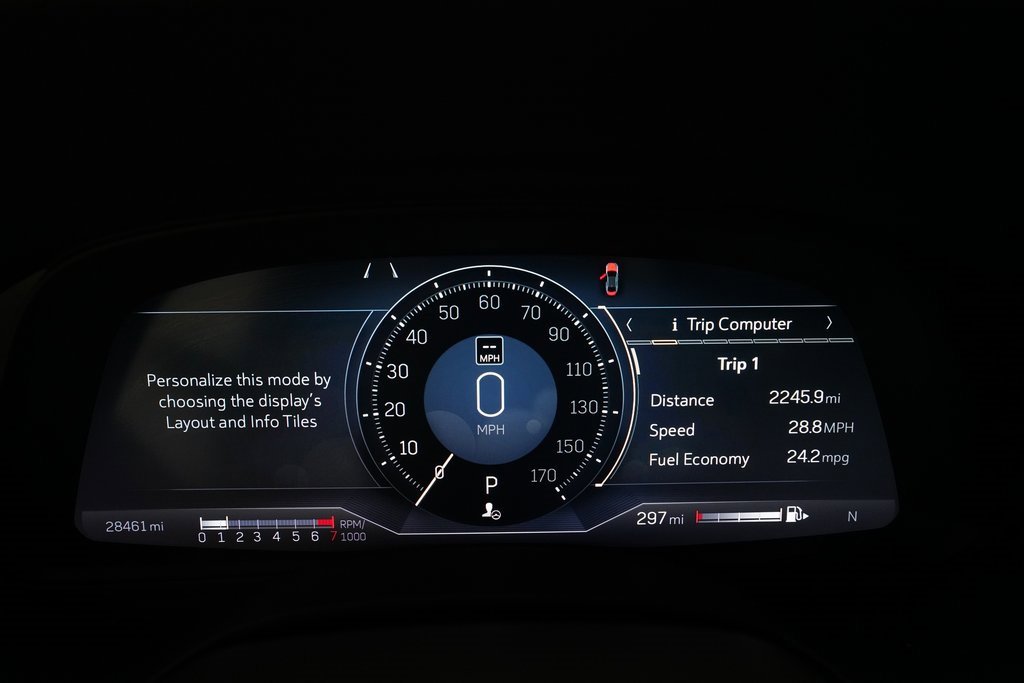 Personalize this mode by
choosing the display's
Layout and Info Tiles
28461 mi
0 1 2 3 4 5 6 7
RPM/
1000
0 10 20 30 40 50 60 70 90 110 130 150 170
--
MPH
0
MPH
P
i Trip Computer
Trip 1
Distance 2245.9 mi
Speed 28.8 MPH
Fuel Economy 24.2 mpg
297 mi
N